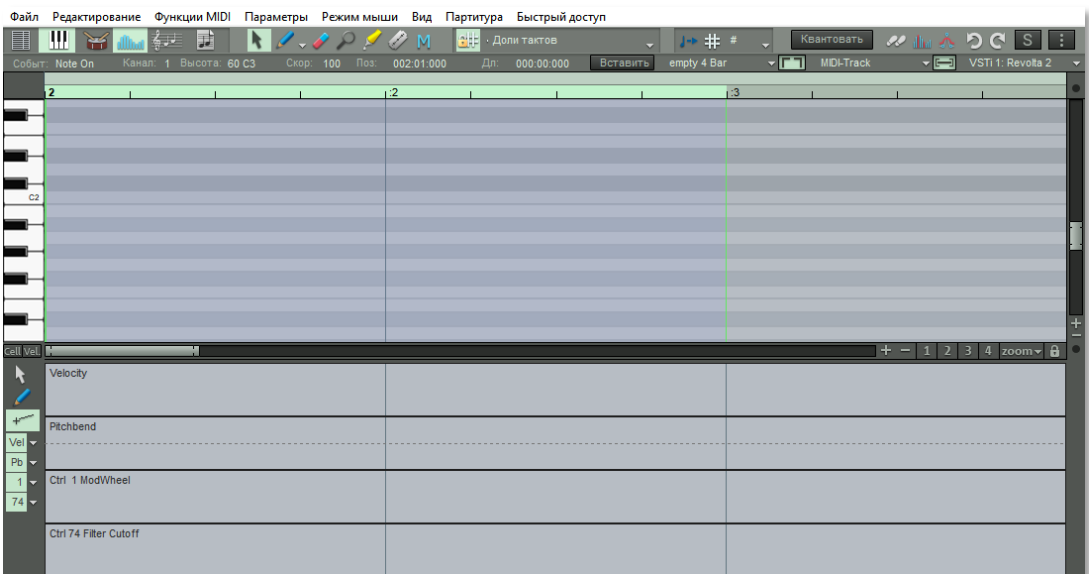 Файл Редактирование Функции MIDI Параметры Режим мыши Вид Партитура Быстрый доступ
M · Доли тактов # Квантовать S
Событ: Note On Канал: 1 Высота: 60 C3 Скор: 100 Поз: 002:01:000 Дл: 000:00:000 Вставить empty 4 Bar MIDI-Track VSTi 1: Revolta 2
2 :2 :3
C2
Cell Vel. + − 1 2 3 4 zoom
Velocity
Pitchbend
Vel
Pb
1 Ctrl 1 ModWheel
74
Ctrl 74 Filter Cutoff